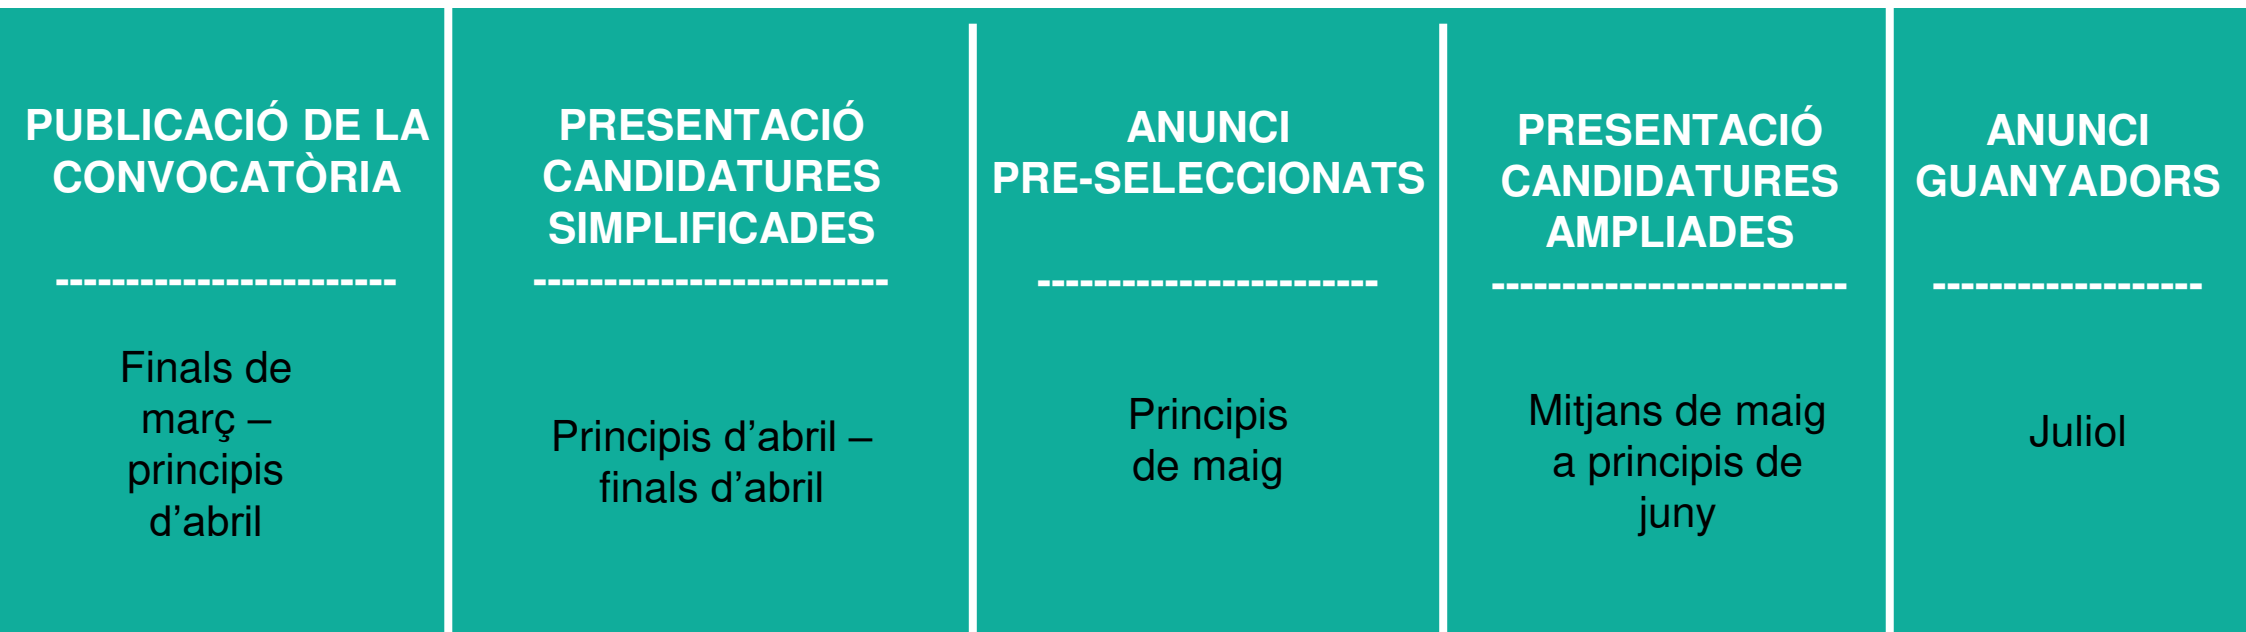 PUBLICACIÓ DE LA
CONVOCATÒRIA
------------------------
Finals de
març –
principis
d’abril
PRESENTACIÓ
CANDIDATURES
SIMPLIFICADES
-------------------------
Principis d’abril –
finals d’abril
ANUNCI
PRE-SELECCIONATS
------------------------
Principis
de maig
PRESENTACIÓ
CANDIDATURES
AMPLIADES
-------------------------
Mitjans de maig
a principis de
juny
ANUNCI
GUANYADORS
-------------------
Juliol